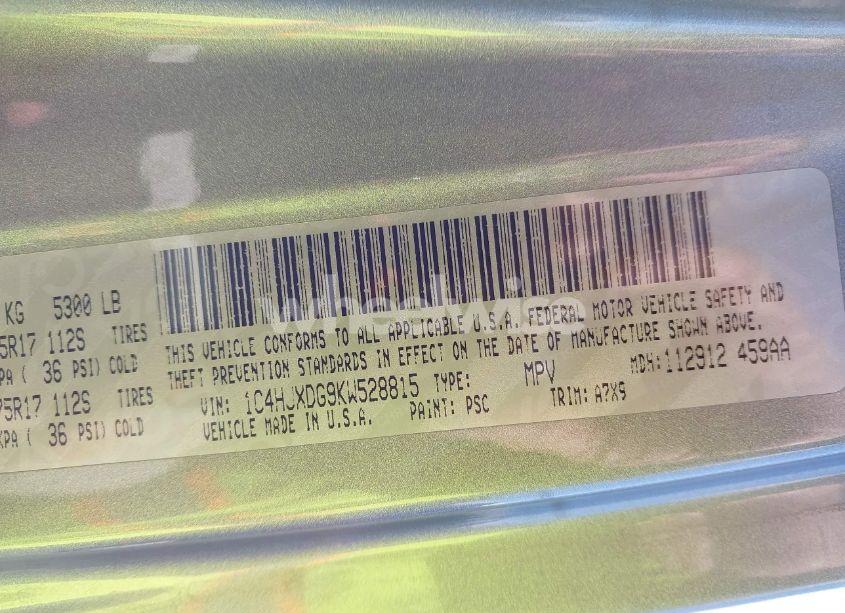 KG 5300 LB
5R17 112S TIRES
PA ( 36 PSI) COLD
75R17 112S TIRES
KPA ( 36 PSI) COLD
wheelwise
THIS VEHICLE CONFORMS TO ALL APPLICABLE U.S.A. FEDERAL MOTOR VEHICLE SAFETY AND
THEFT PREVENTION STANDARDS IN EFFECT ON THE DATE OF MANUFACTURE SHOWN ABOVE.
VIN: 1C4HJXDG9KW528815 TYPE: MPV MDH:112912 459AA
VEHICLE MADE IN U.S.A. PAINT: PSC TRIM: A7X9